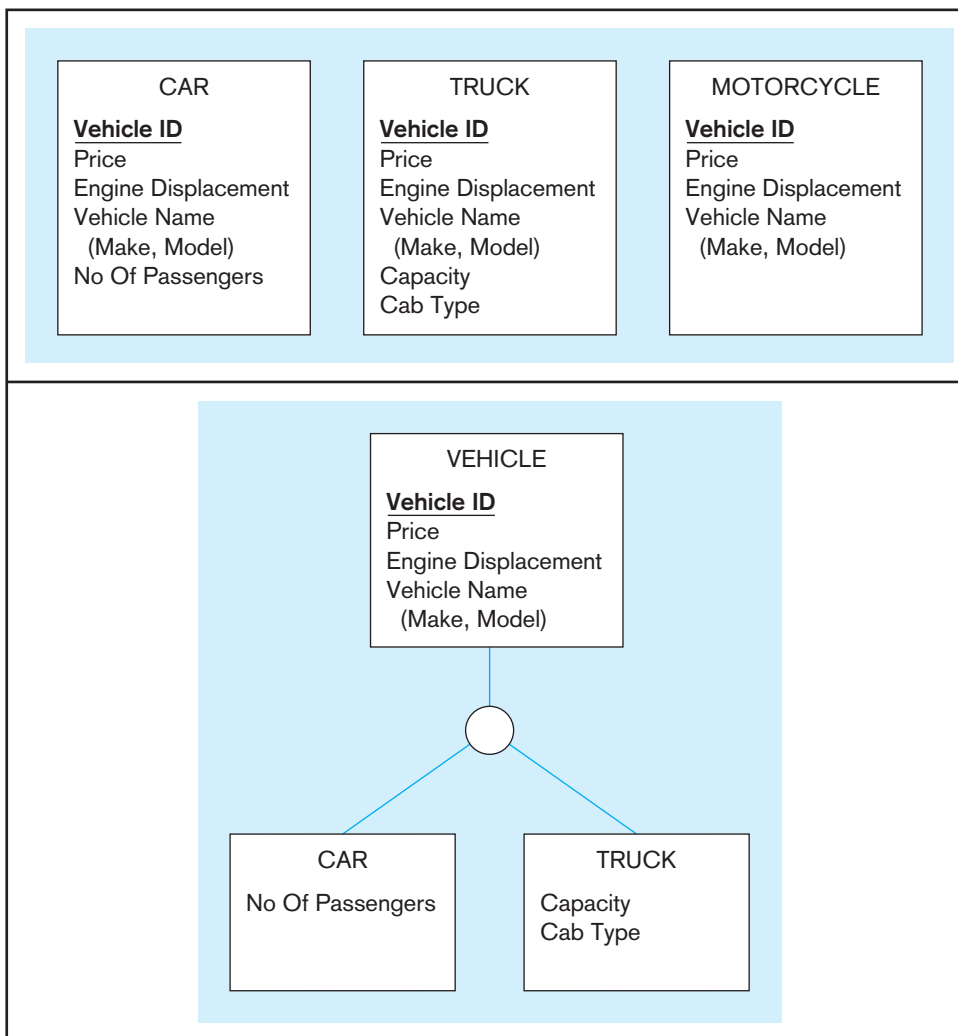 CAR
Vehicle ID
Price
Engine Displacement
Vehicle Name
(Make, Model)
No Of Passengers
TRUCK
Vehicle ID
Price
Engine Displacement
Vehicle Name
(Make, Model)
Capacity
Cab Type
MOTORCYCLE
Vehicle ID
Price
Engine Displacement
Vehicle Name
(Make, Model)
VEHICLE
Vehicle ID
Price
Engine Displacement
Vehicle Name
(Make, Model)
CAR
No Of Passengers
TRUCK
Capacity
Cab Type